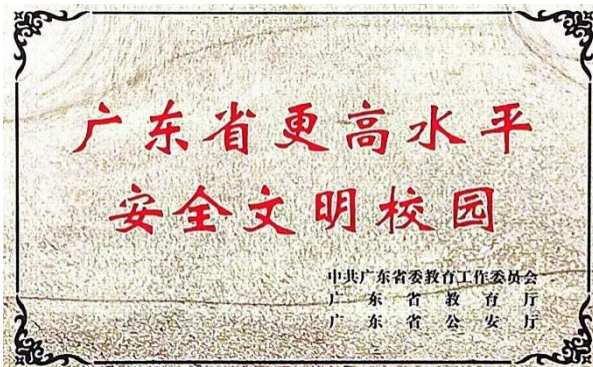 广东省更高水平
安全文明校园
中共广东省委教育工作委员会
广东省教育厅
广东省公安厅